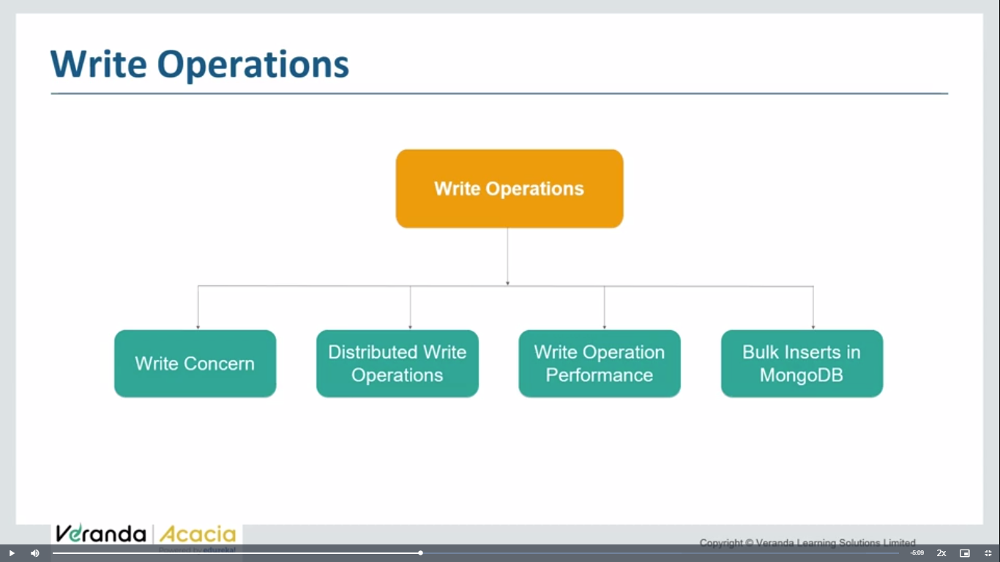 Write Operations
Write Operations
Write Concern
Distributed Write
Operations
Write Operation
Performance
Bulk Inserts in
MongoDB
Veranda | Acacia
Powered by edureka!
Copyright © Veranda Learning Solutions Limited
-5:09
2x